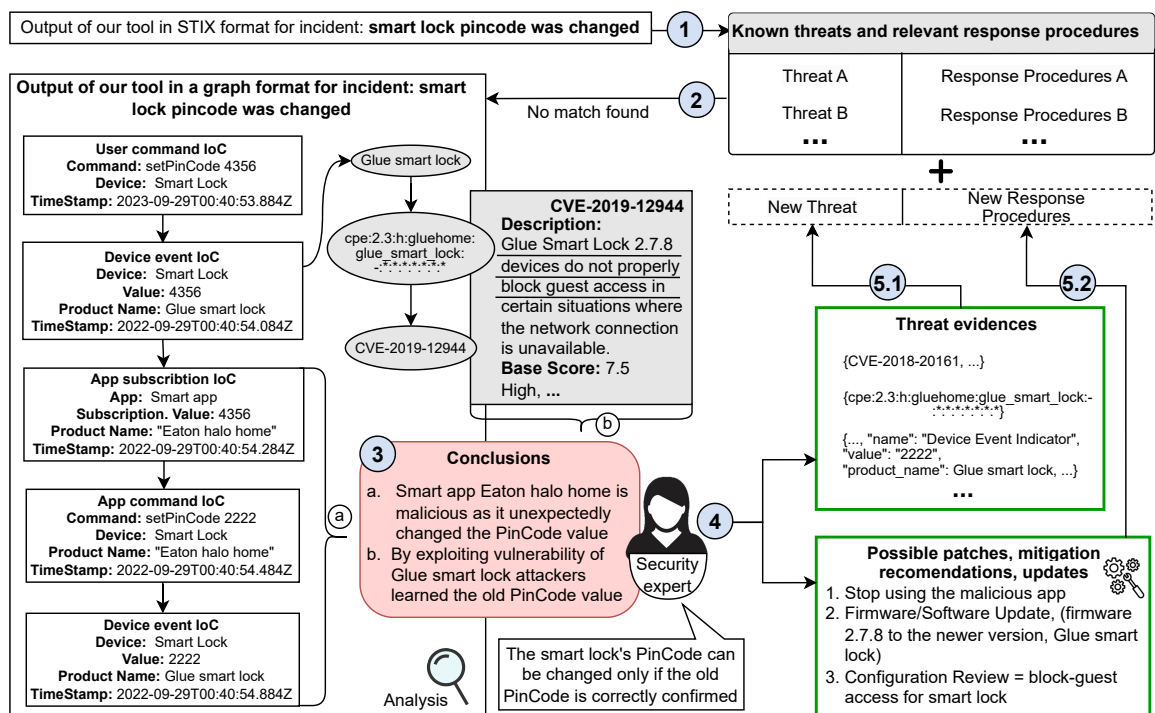 Output of our tool in STIX format for incident: smart lock pincode was changed
1
Known threats and relevant response procedures
Threat A
Response Procedures A
Threat B
Response Procedures B
...
...
2
No match found
+
New Threat
New Response
Procedures
Output of our tool in a graph format for incident: smart
lock pincode was changed
User command IoC
Command: setPinCode 4356
Device: Smart Lock
TimeStamp: 2023-09-29T00:40:53.884Z
Device event IoC
Device: Smart Lock
Value: 4356
Product Name: Glue smart lock
TimeStamp: 2022-09-29T00:40:54.084Z
App subscribtion IoC
App: Smart app
Subscription. Value: 4356
Product Name: "Eaton halo home"
TimeStamp: 2022-09-29T00:40:54.284Z
App command IoC
Command: setPinCode 2222
Device: Smart Lock
Product Name: "Eaton halo home"
TimeStamp: 2022-09-29T00:40:54.484Z
Device event IoC
Device: Smart Lock
Value: 2222
Product Name: Glue smart lock
TimeStamp: 2022-09-29T00:40:54.884Z
Glue smart lock
cpe:2.3:h:gluehome:
glue_smart_lock:
-:*:*:*:*:*:*:*
CVE-2019-12944
CVE-2019-12944
Description:
Glue Smart Lock 2.7.8
devices do not properly
block guest access in
certain situations where
the network connection
is unavailable.
Base Score: 7.5
High, ...
a
b
3
Conclusions
a. Smart app Eaton halo home is
malicious as it unexpectedly
changed the PinCode value
b. By exploiting vulnerability of
Glue smart lock attackers
learned the old PinCode value
Security
expert
4
The smart lock's PinCode can
be changed only if the old
PinCode is correctly confirmed
Analysis
5.1
5.2
Threat evidences
{CVE-2018-20161, ...}
{cpe:2.3:h:gluehome:glue_smart_lock:-
:*:*:*:*:*:*:*}
{..., "name": "Device Event Indicator",
"value": "2222",
"product_name": Glue smart lock, ...}
...
Possible patches, mitigation
recomendations, updates
1. Stop using the malicious app
2. Firmware/Software Update, (firmware
2.7.8 to the newer version, Glue smart
lock)
3. Configuration Review = block-guest
access for smart lock